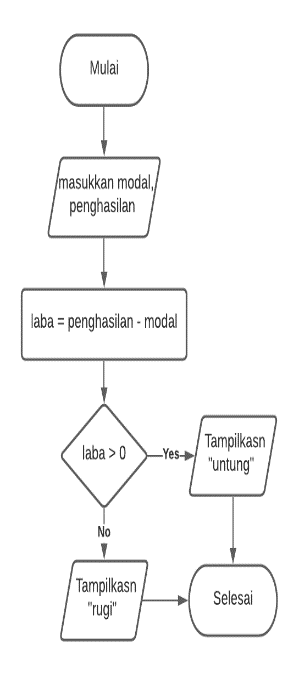 Mulai
masukkan modal,
penghasilan
laba = penghasilan - modal
laba > 0
Yes
Tampilkasn
"untung"
No
Tampilkasn
"rugi"
Selesai